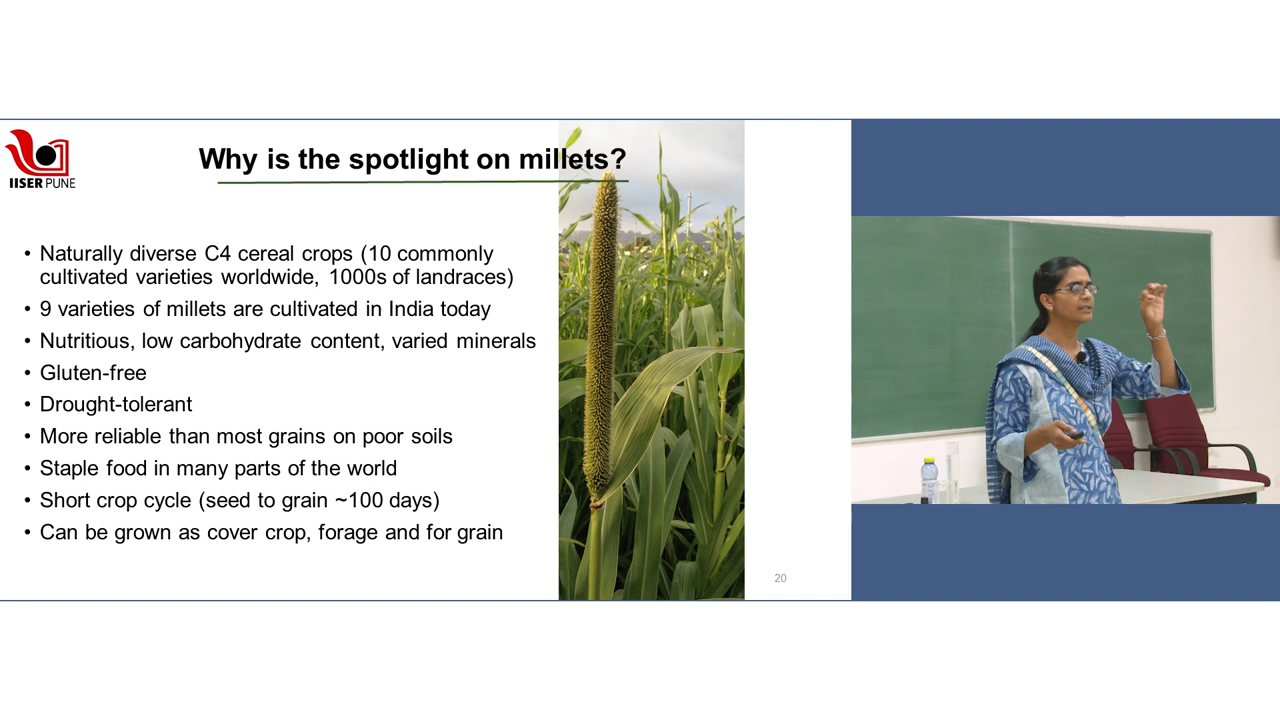 IISER PUNE
Why is the spotlight on millets?
• Naturally diverse C4 cereal crops (10 commonly
cultivated varieties worldwide, 1000s of landraces)
• 9 varieties of millets are cultivated in India today
• Nutritious, low carbohydrate content, varied minerals
• Gluten-free
• Drought-tolerant
• More reliable than most grains on poor soils
• Staple food in many parts of the world
• Short crop cycle (seed to grain ~100 days)
• Can be grown as cover crop, forage and for grain
20